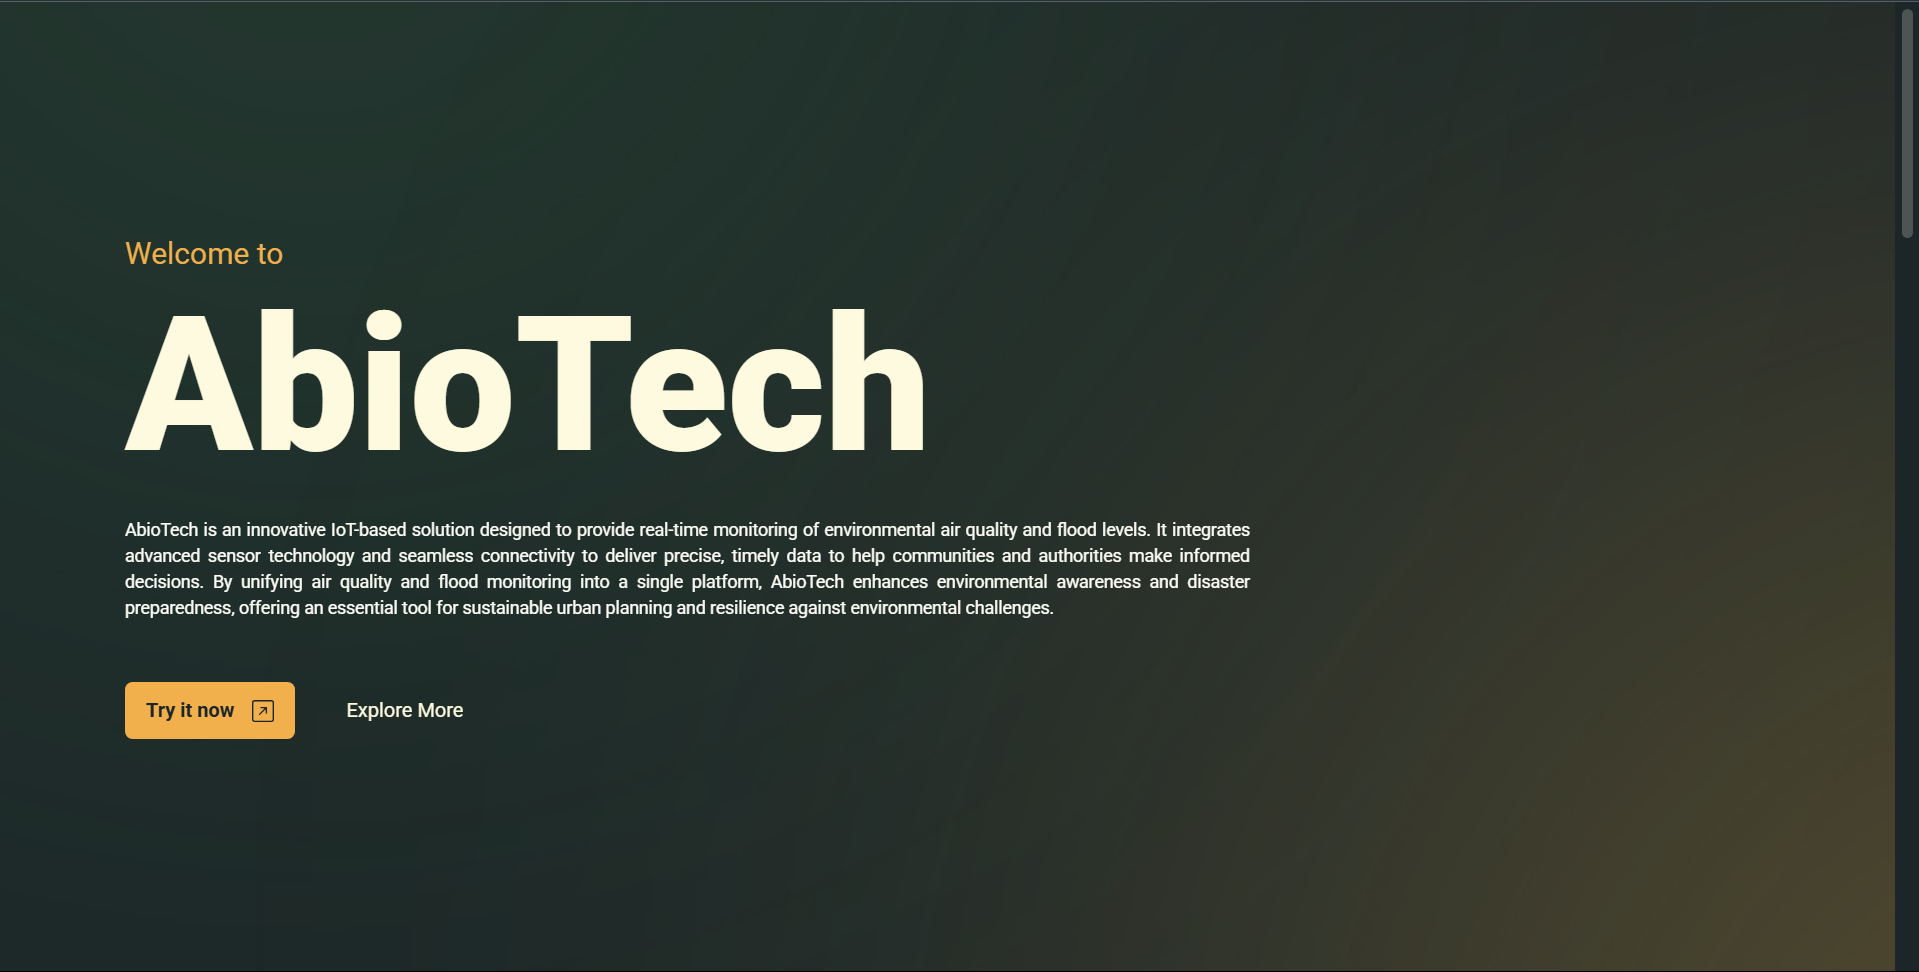 Welcome to
AbioTech
AbioTech is an innovative IoT-based solution designed to provide real-time monitoring of environmental air quality and flood levels. It integrates
advanced sensor technology and seamless connectivity to deliver precise, timely data to help communities and authorities make informed
decisions. By unifying air quality and flood monitoring into a single platform, AbioTech enhances environmental awareness and disaster
preparedness, offering an essential tool for sustainable urban planning and resilience against environmental challenges.
Try it now
Explore More